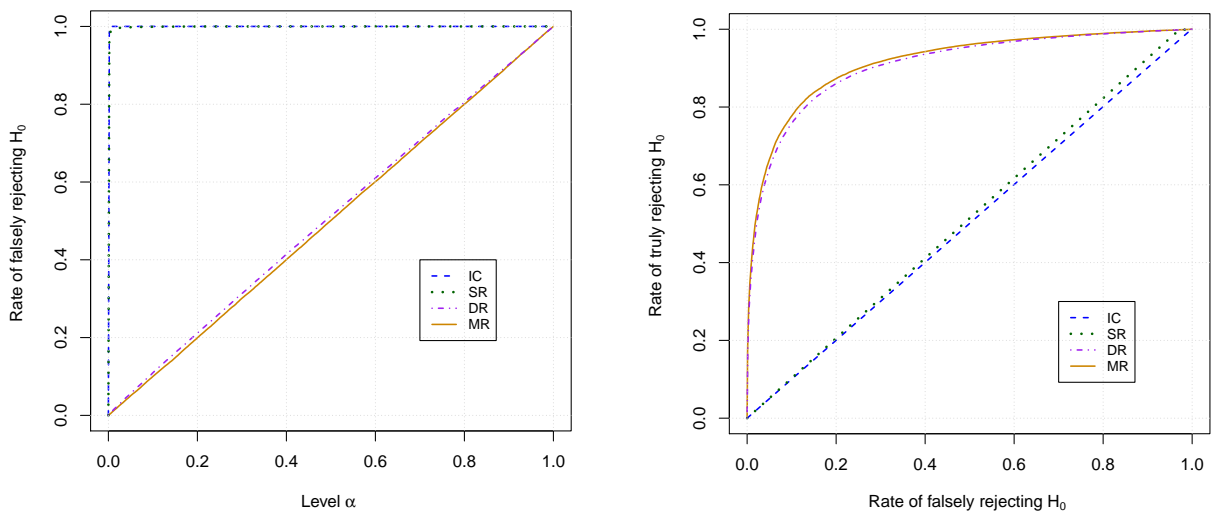 Rate of falsely rejecting H0
1.0
0.8
0.6
0.4
0.2
0.0
IC
SR
DR
MR
0.0 0.2 0.4 0.6 0.8 1.0
Level α
Rate of truly rejecting H0
1.0
0.8
0.6
0.4
0.2
0.0
IC
SR
DR
MR
0.0 0.2 0.4 0.6 0.8 1.0
Rate of falsely rejecting H0